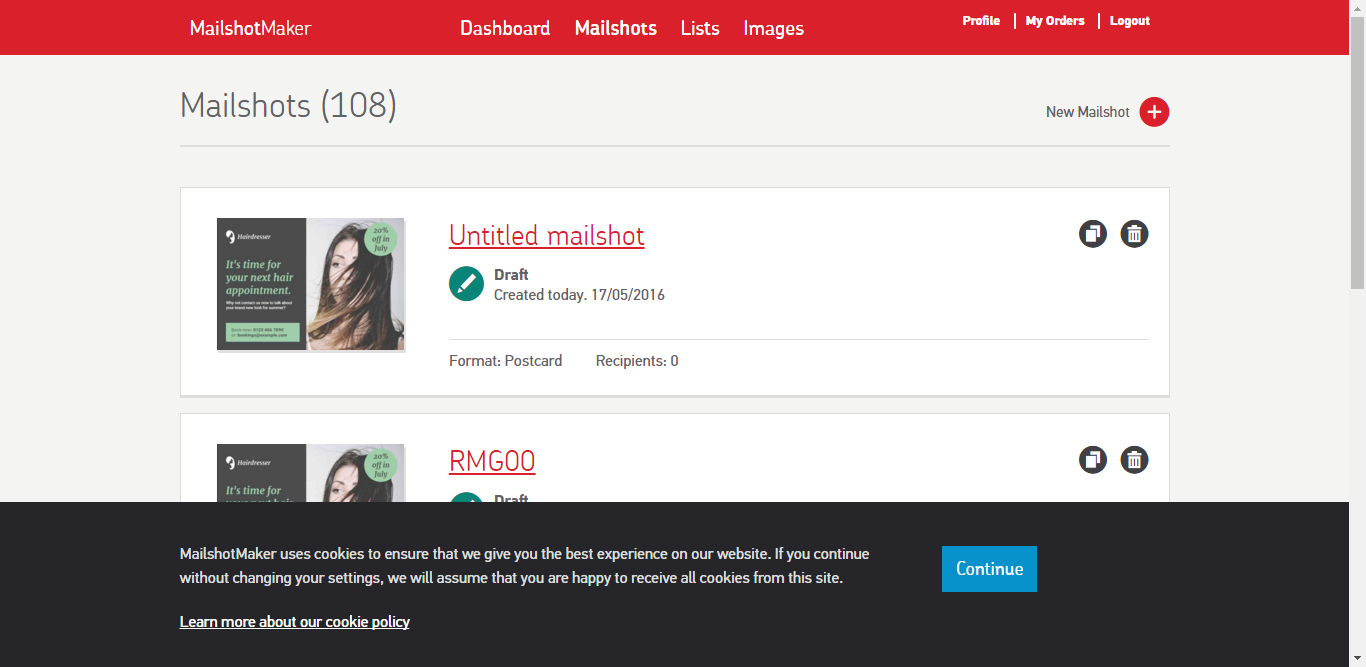 MailshotMaker
Dashboard Mailshots Lists Images
Profile My Orders Logout
Mailshots (108)
New Mailshot
Hairdresser
20%
off in
July
It's time for
your next hair
appointment.
Why not contact us now to talk about
your brand new look for summer?
Book now: 0123 456 7890
or: bookings@example.com
Untitled mailshot
Draft
Created today. 17/05/2016
Format: Postcard Recipients: 0
Hairdresser
20%
off in
July
It's time for
your next hair
RMG00
Draft
MailshotMaker uses cookies to ensure that we give you the best experience on our website. If you continue
without changing your settings, we will assume that you are happy to receive all cookies from this site.
Continue
Learn more about our cookie policy